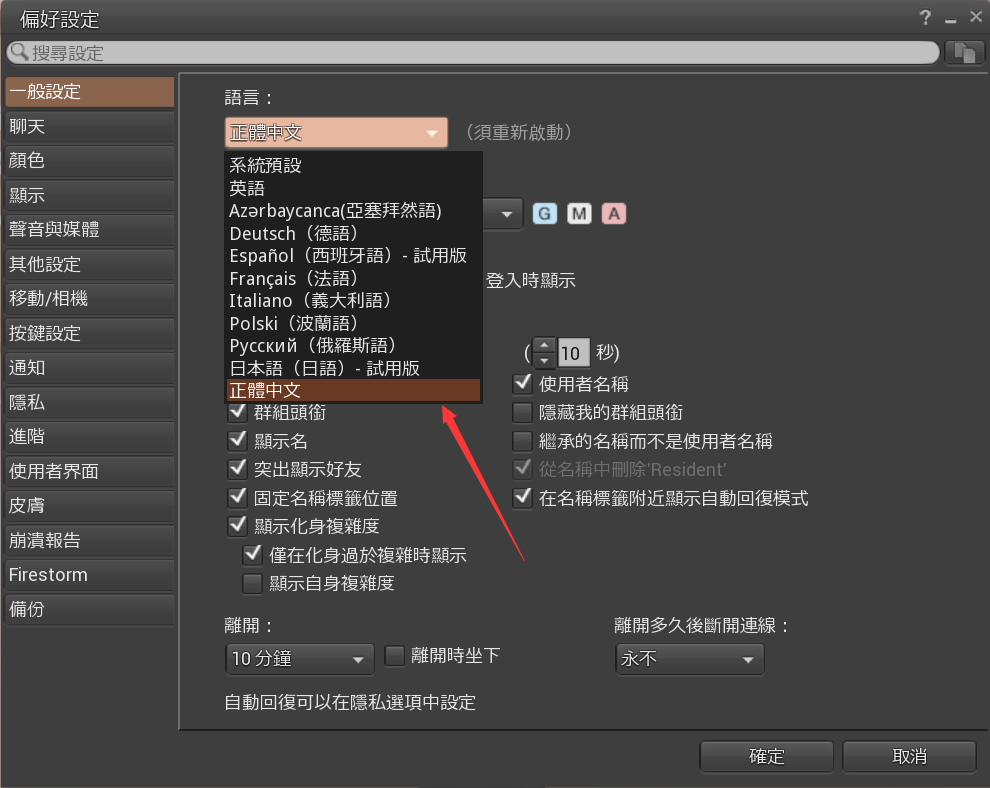 偏好設定
?
搜尋設定
一般設定
聊天
顏色
顯示
聲音與媒體
其他設定
移動/相機
按鍵設定
通知
隱私
進階
使用者界面
皮膚
崩潰報告
Firestorm
備份
語言：
正體中文 （須重新啟動）
系統預設
英語
Azərbaycanca(亞塞拜然語)
Deutsch（德語）
Español（西班牙語）- 試用版
Français（法語）
Italiano（義大利語）
Polski（波蘭語）
Русский（俄羅斯語）
日本語（日語）- 試用版
正體中文
G M A
登入時顯示
( 10 秒)
使用者名稱
群組頭銜 隱藏我的群組頭銜
顯示名 繼承的名稱而不是使用者名稱
突出顯示好友 從名稱中刪除'Resident'
固定名稱標籤位置 在名稱標籤附近顯示自動回復模式
顯示化身複雜度
僅在化身過於複雜時顯示
顯示自身複雜度
離開： 離開多久後斷開連線：
10 分鐘 離開時坐下 永不
自動回復可以在隱私選項中設定
確定 取消